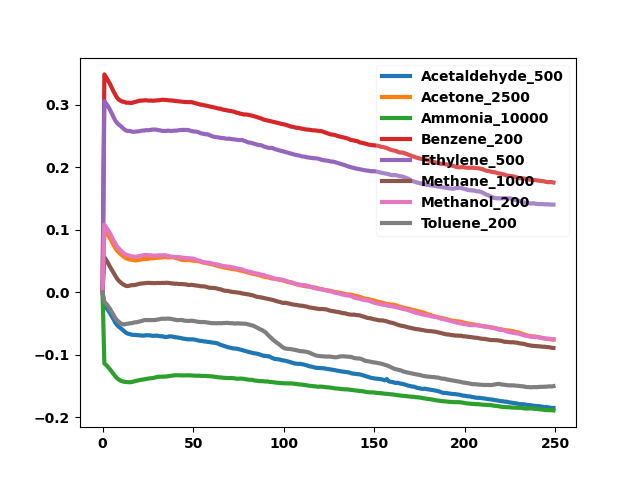 Acetaldehyde_500
Acetone_2500
Ammonia_10000
Benzene_200
Ethylene_500
Methane_1000
Methanol_200
Toluene_200
0.3
0.2
0.1
0.0
−0.1
−0.2
0 50 100 150 200 250